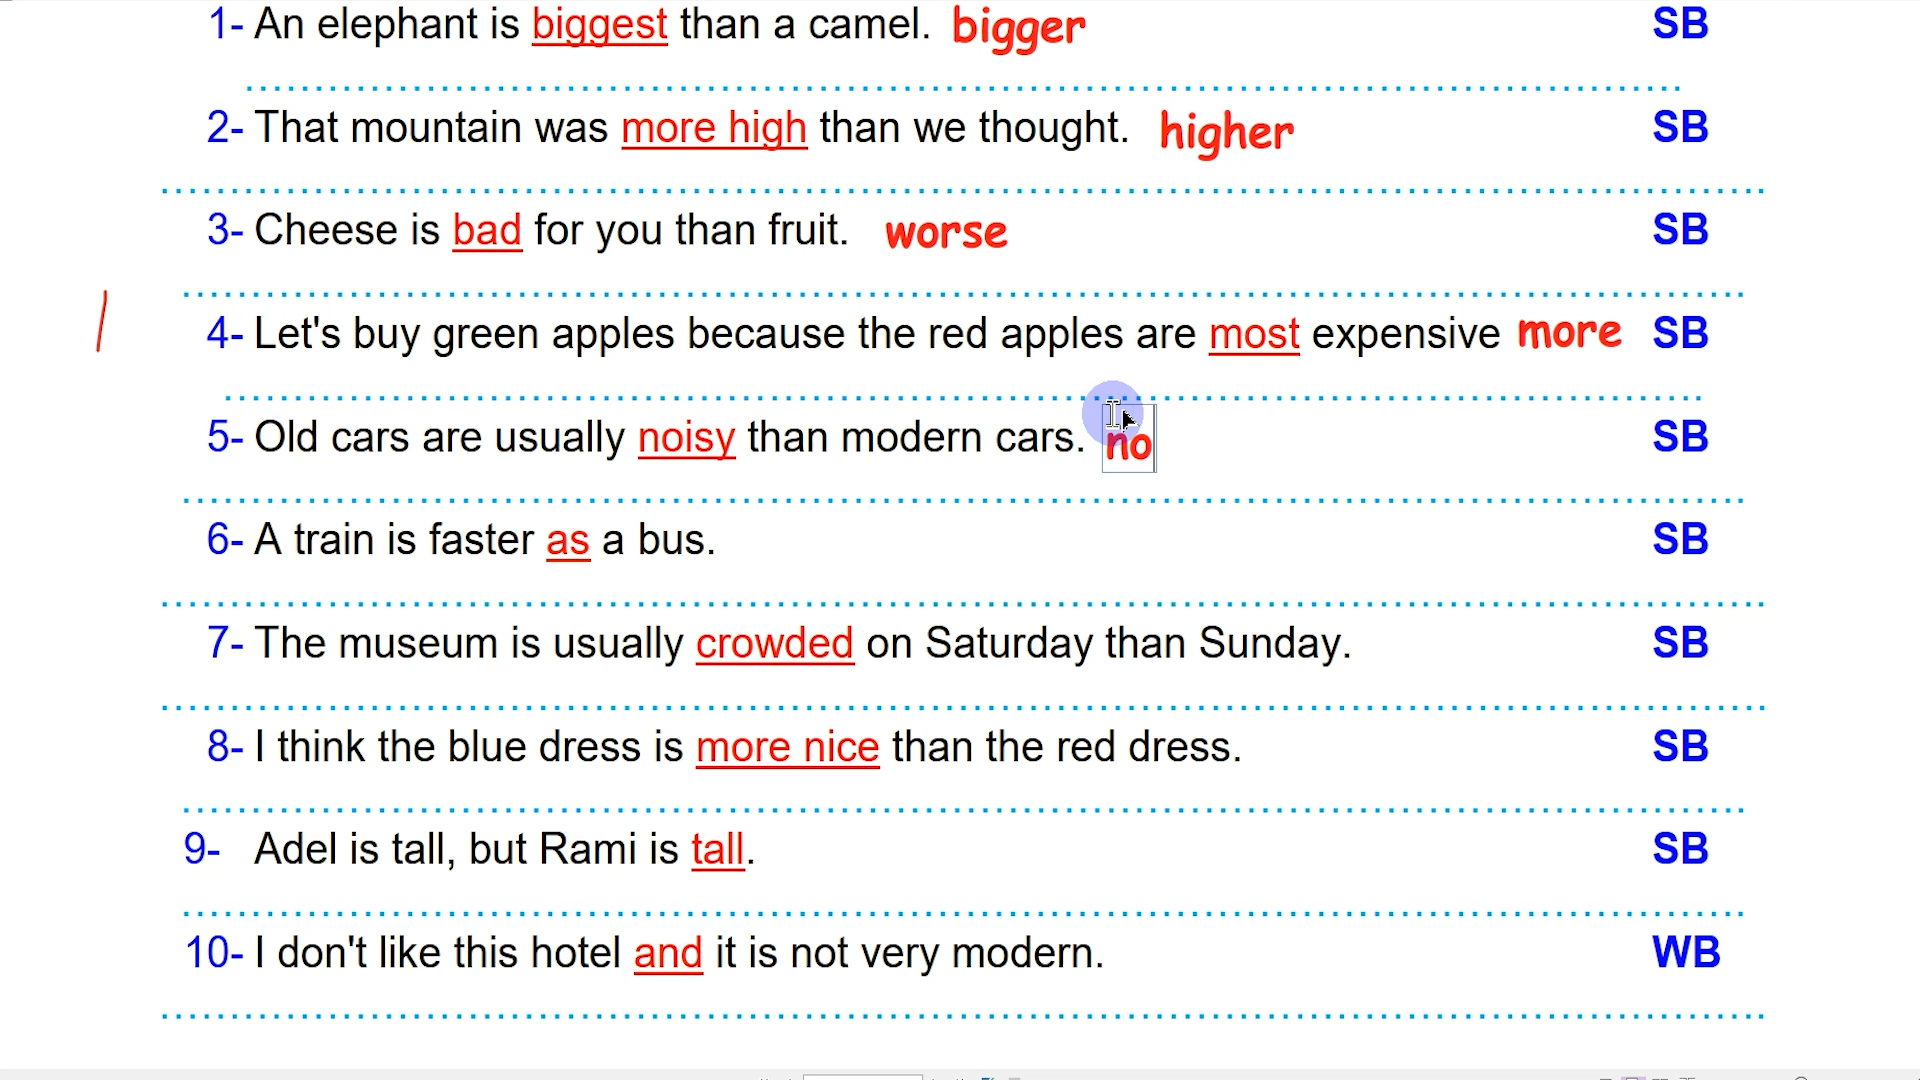 1- An elephant is biggest than a camel. bigger SB
2- That mountain was more high than we thought. higher SB
3- Cheese is bad for you than fruit. worse SB
4- Let's buy green apples because the red apples are most expensive more SB
5- Old cars are usually noisy than modern cars. no SB
6- A train is faster as a bus. SB
7- The museum is usually crowded on Saturday than Sunday. SB
8- I think the blue dress is more nice than the red dress. SB
9- Adel is tall, but Rami is tall. SB
10- I don't like this hotel and it is not very modern. WB